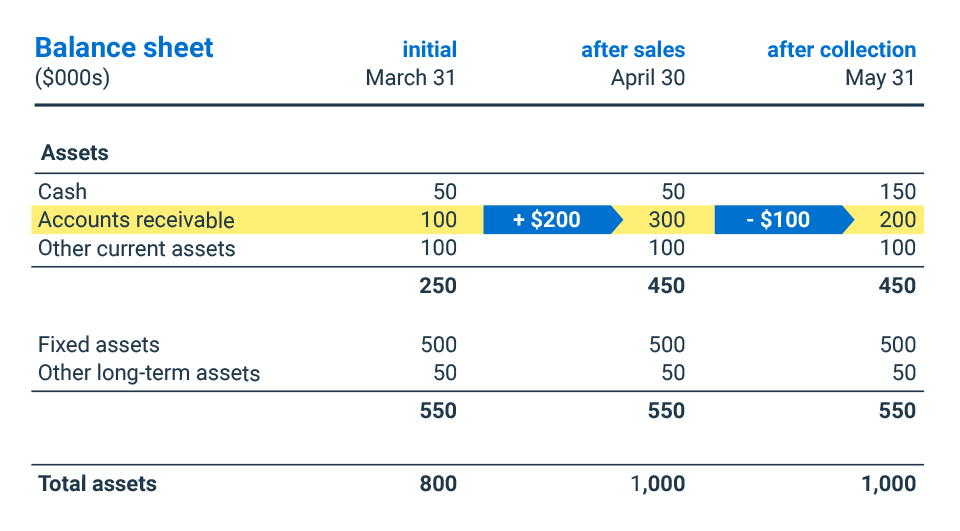 Balance sheet initial after sales after collection
($000s) March 31 April 30 May 31
Assets
Cash 50 50 150
Accounts receivable 100 + $200 300 - $100 200
Other current assets 100 100 100
250 450 450
Fixed assets 500 500 500
Other long-term assets 50 50 50
550 550 550
Total assets 800 1,000 1,000